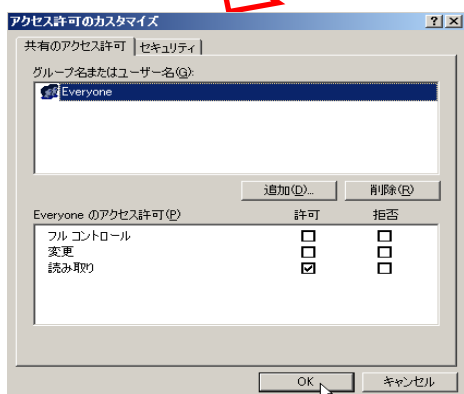 アクセス許可のカスタマイズ
共有のアクセス許可 セキュリティ
グループ名またはユーザー名(G):
Everyone
追加(D)... 削除(R)
Everyone のアクセス許可(P) 許可 拒否
フル コントロール
変更
読み取り
OK キャンセル